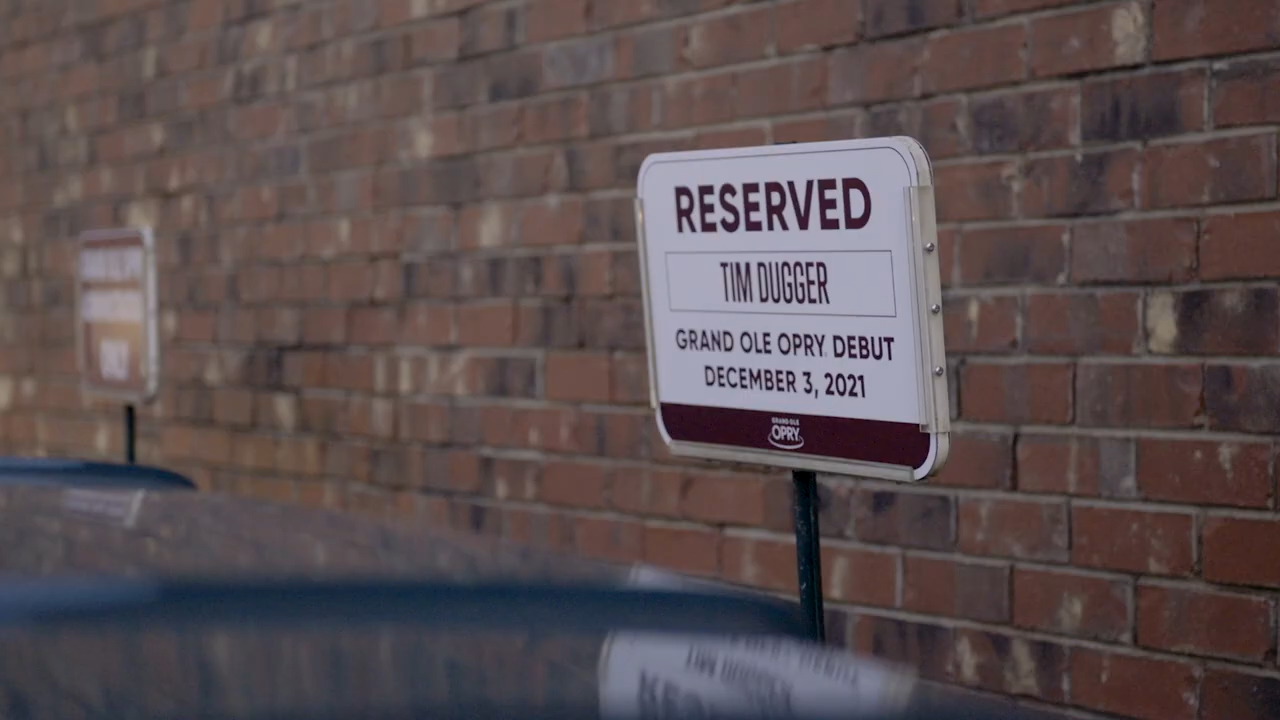 RESERVED
TIM DUGGER
GRAND OLE OPRY DEBUT
DECEMBER 3, 2021
GRAND OLE
OPRY